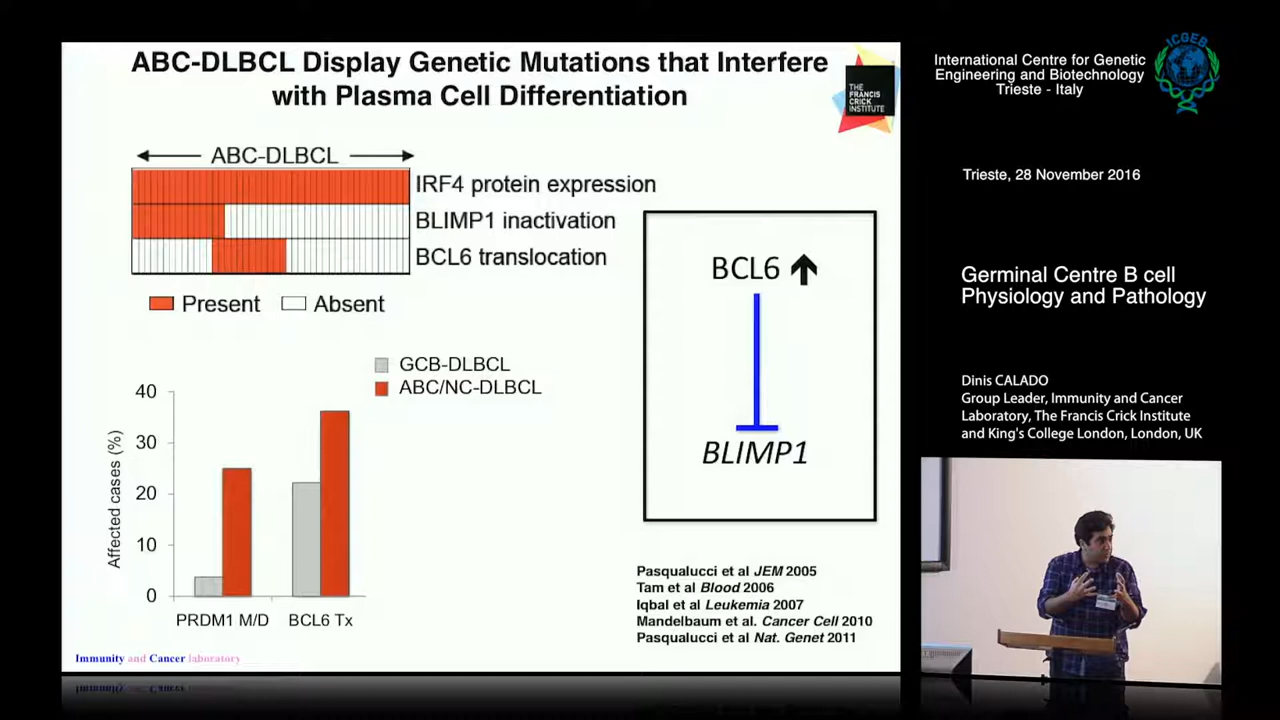 ABC-DLBCL Display Genetic Mutations that Interfere
with Plasma Cell Differentiation
THE
FRANCIS
CRICK
INSTITUTE
ABC-DLBCL
IRF4 protein expression
BLIMP1 inactivation
BCL6 translocation
Present
Absent
BCL6
BLIMP1
GCB-DLBCL
ABC/NC-DLBCL
Affected cases (%)
40
30
20
10
0
PRDM1 M/D
BCL6 Tx
Pasqualucci et al JEM 2005
Tam et al Blood 2006
Iqbal et al Leukemia 2007
Mandelbaum et al. Cancer Cell 2010
Pasqualucci et al Nat. Genet 2011
Immunity and Cancer laboratory
International Centre for Genetic
Engineering and Biotechnology
Trieste - Italy
ICGEB
Trieste, 28 November 2016
Germinal Centre B cell
Physiology and Pathology
Dinis CALADO
Group Leader, Immunity and Cancer
Laboratory, The Francis Crick Institute
and King's College London, London, UK